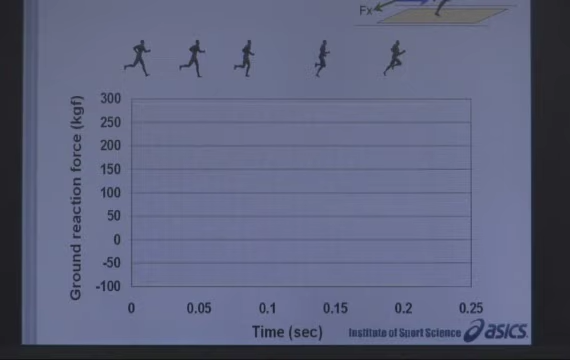 Fx
300
250
200
150
100
50
0
-50
-100
Ground reaction force (kgf)
0 0.05 0.1 0.15 0.2 0.25
Time (sec)
Institute of Sport Science asics